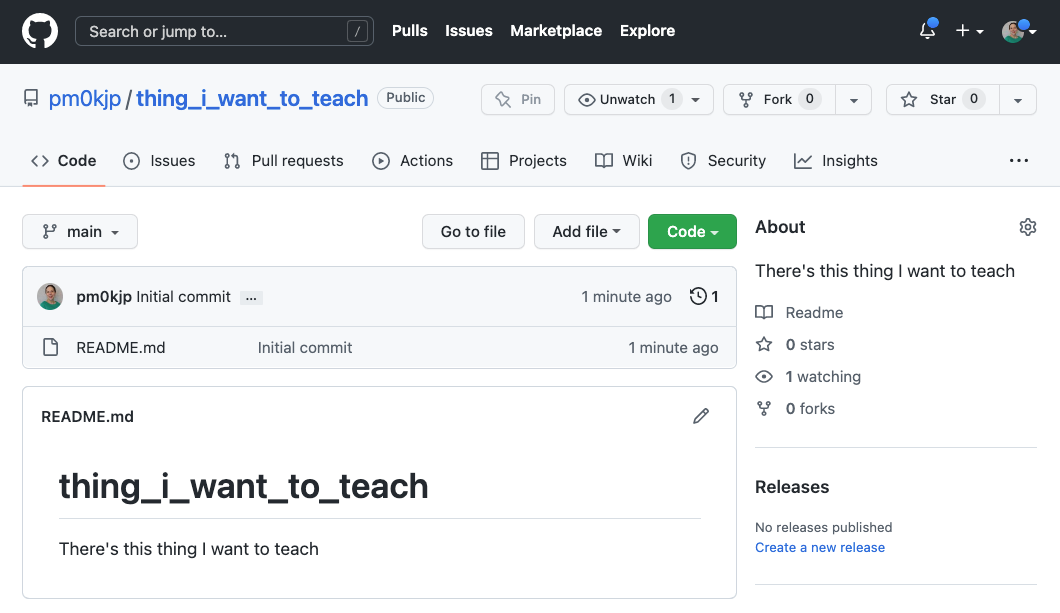 Search or jump to... / Pulls Issues Marketplace Explore
pm0kjp / thing_i_want_to_teach Public Pin Unwatch 1 Fork 0 Star 0
Code Issues Pull requests Actions Projects Wiki Security Insights ...
main Go to file Add file Code
pm0kjp Initial commit ... 1 minute ago 1
README.md Initial commit 1 minute ago
README.md
thing_i_want_to_teach
There's this thing I want to teach
About
There's this thing I want to teach
Readme
0 stars
1 watching
0 forks
Releases
No releases published
Create a new release